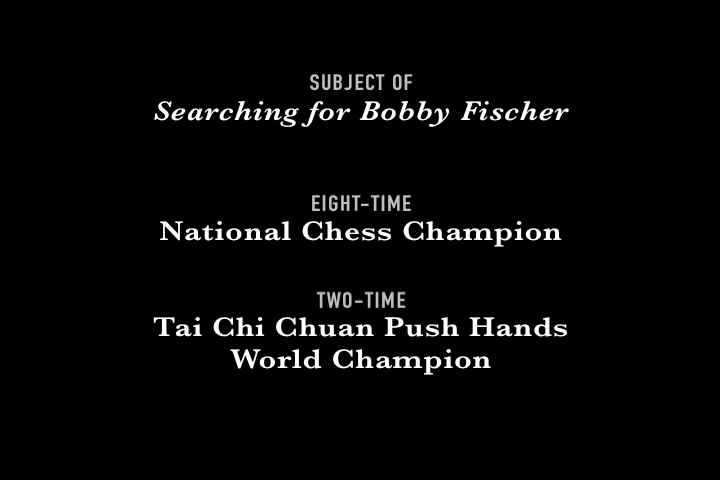 SUBJECT OF
Searching for Bobby Fischer
EIGHT-TIME
National Chess Champion
TWO-TIME
Tai Chi Chuan Push Hands
World Champion